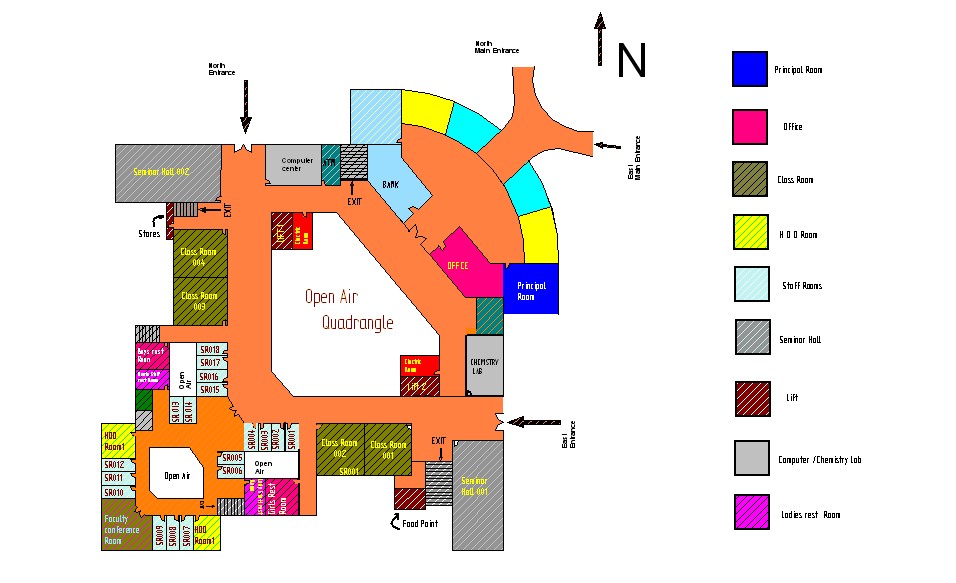 North
Main Entrance
N
North
Entrance
East
Main Entrance
Seminar Hall 002
Computer
center
ATM
BANK
EXIT
EXIT
Stores
LIFT-1
Electric
Room
Class Room
004
Class Room
003
Open Air
Quadrangle
OFFICE
Principal
Room
Boys rest
Room
Open
Air
SR018
SR017
SR016
SR015
SR 013
SR 014
Electric
Room
Lift 2
CHEMISTRY
LAB
East
Entrance
HOD
Room1
SR012
SR011
SR010
Open Air
SR004
SR003
SR002
SR001
SR005
SR006
Open
Air
Class Room
002
Class Room
001
SR001
EXIT
Seminar
Hall 001
Girls Rest
Room
Faculty
conference
Room
SR009
SR008
SR007
HOD
Room1
Food Point
Principal Room
Office
Class Room
H O D Room
Staff Rooms
Seminar Hall
Lift
Computer /Chemistry Lab
Ladies rest Room